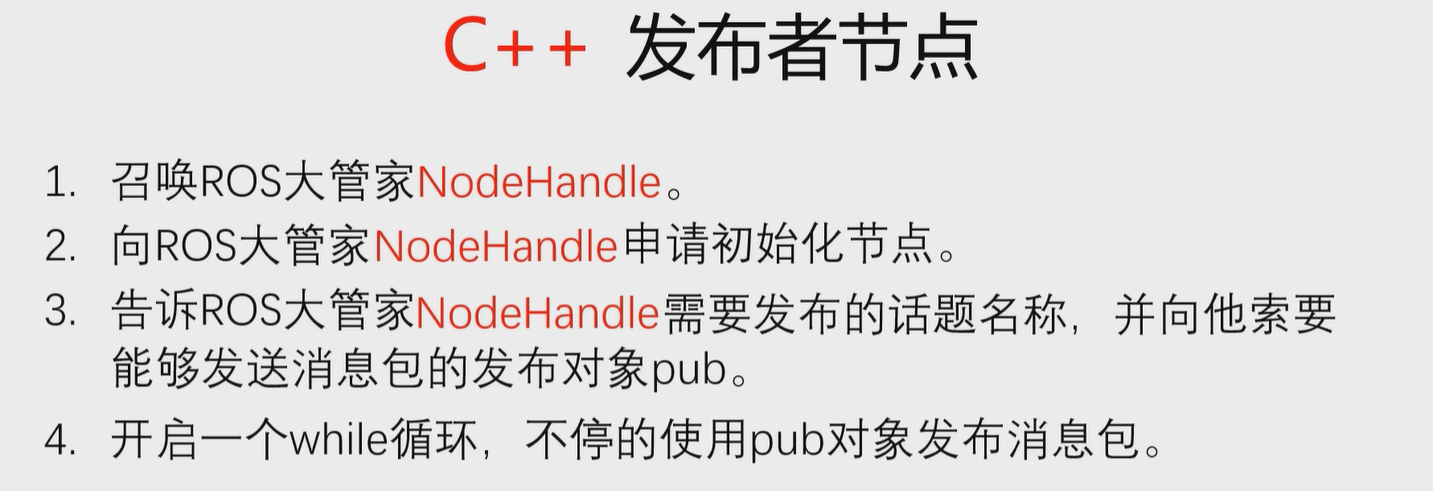 C++ 发布者节点
1. 召唤ROS大管家NodeHandle。
2. 向ROS大管家NodeHandle申请初始化节点。
3. 告诉ROS大管家NodeHandle需要发布的话题名称，并向他索要
能够发送消息包的发布对象pub。
4. 开启一个while循环，不停的使用pub对象发布消息包。